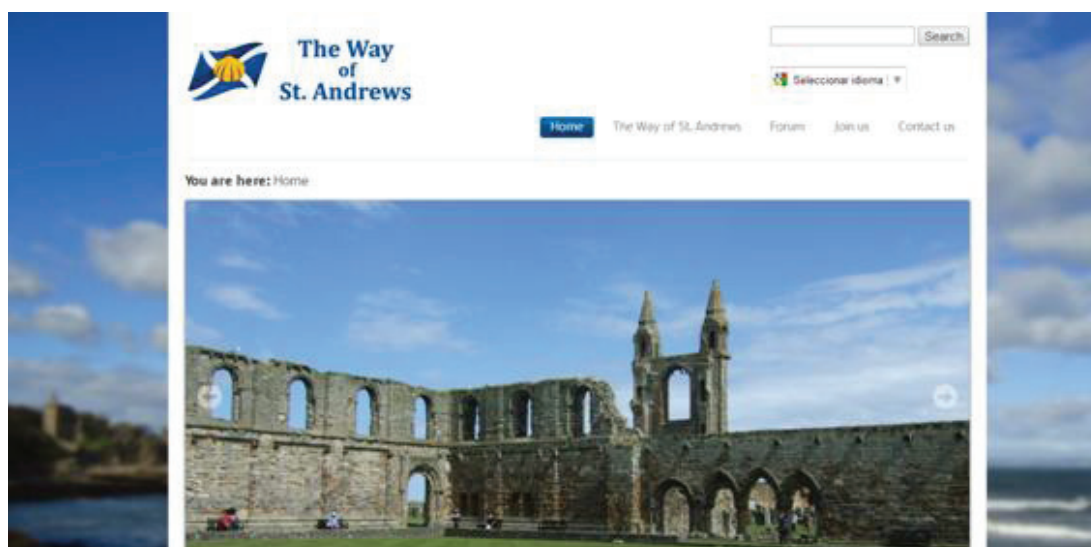 The Way
of
St. Andrews
Search
Seleccionar idioma
Home The Way of St. Andrews Forum Join us Contact us
You are here: Home